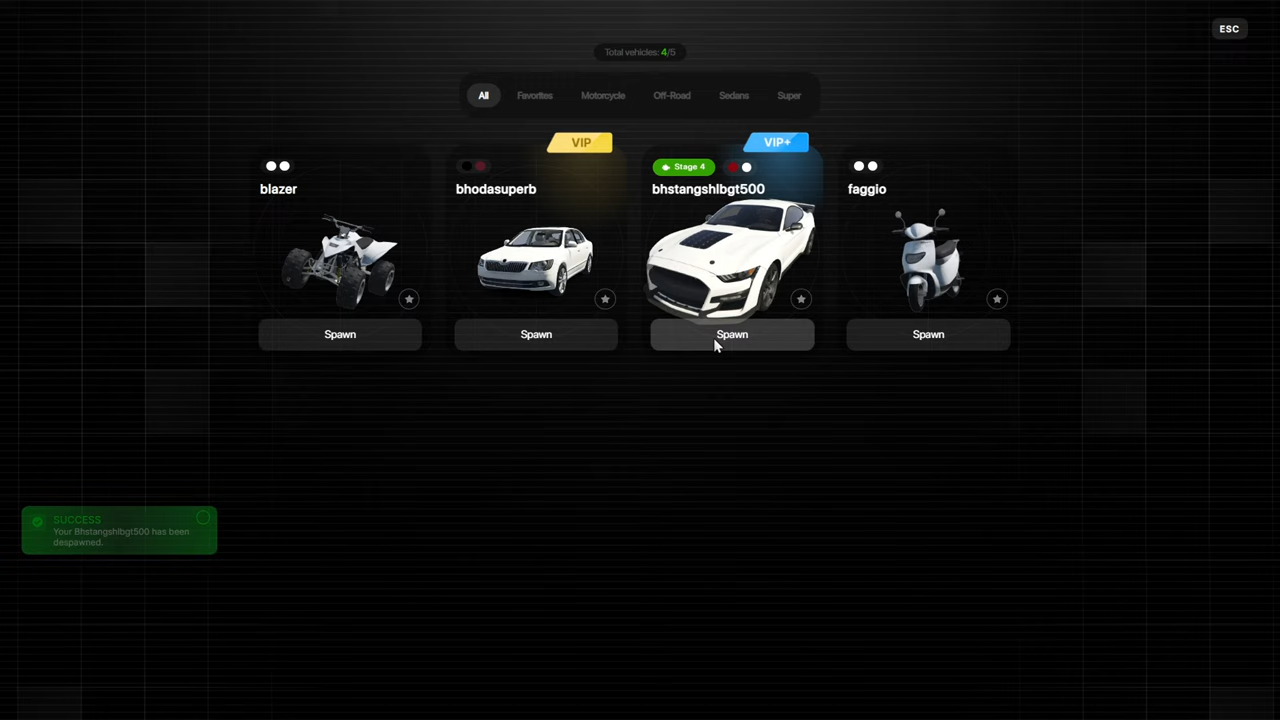 ESC
Total vehicles: 4/5
All Favorites Motorcycle Off-Road Sedans Super
VIP
VIP+
Stage 4
blazer
bhodasuperb
bhstangshlbgt500
faggio
Spawn
Spawn
Spawn
Spawn
SUCCESS
Your Bhstangshlbgt500 has been
despawned.